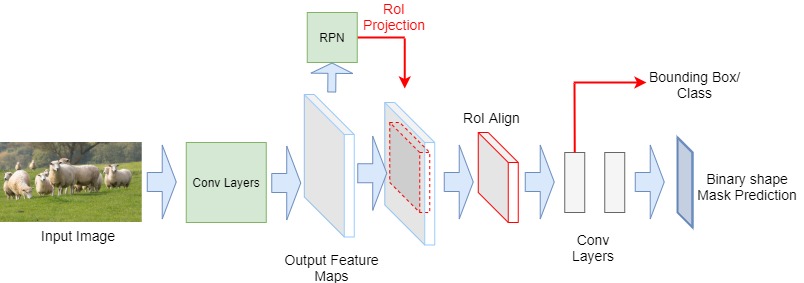 RoI
Projection
RPN
Bounding Box/
Class
RoI Align
Conv Layers
Binary shape
Mask Prediction
Input Image
Conv
Layers
Output Feature
Maps